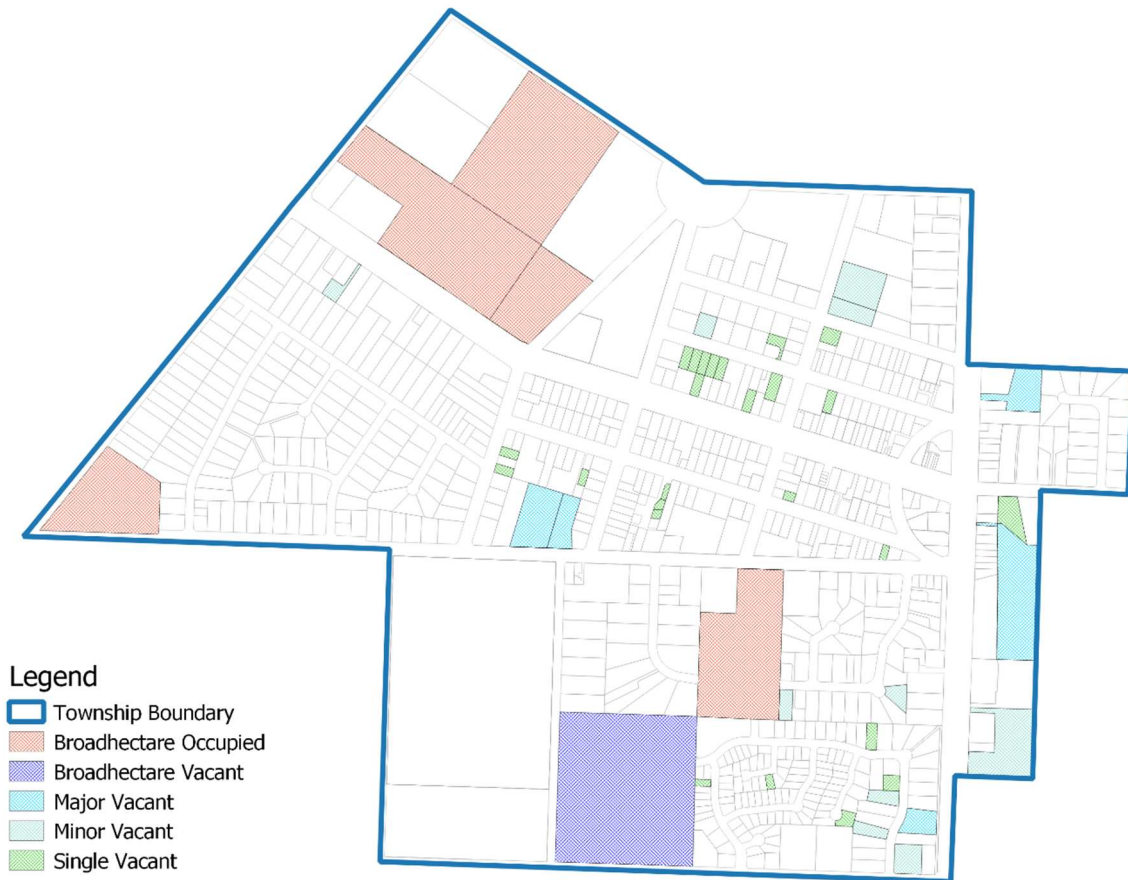 Legend
Township Boundary
Broadhectare Occupied
Broadhectare Vacant
Major Vacant
Minor Vacant
Single Vacant